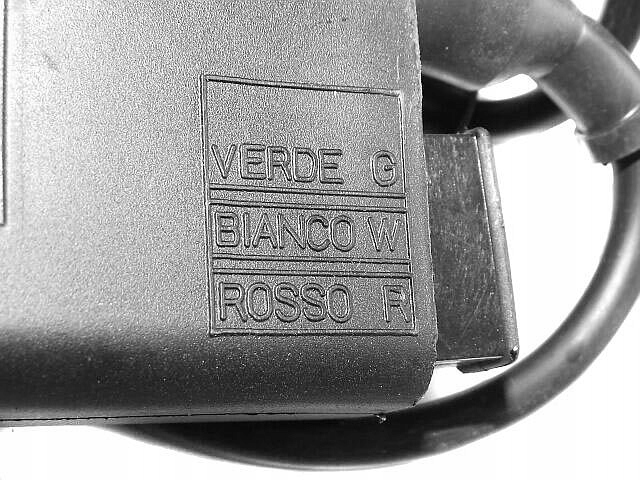 VERDE G
BIANCO W
ROSSO R